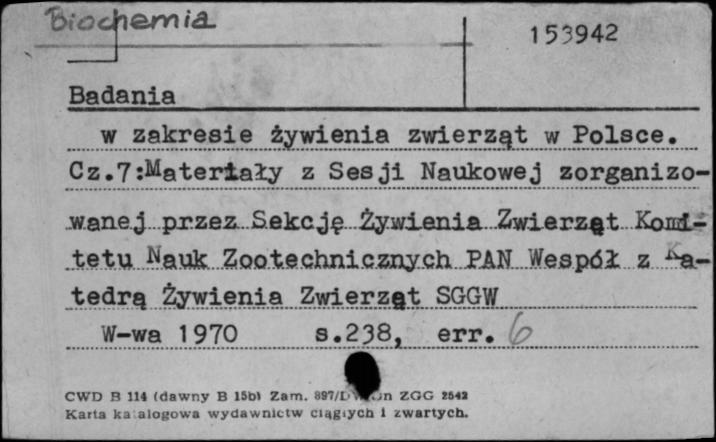 Biochemia
153942
Badania
w zakresie żywienia zwierząt w Polsce.
Cz.7:Materiały z Sesji Naukowej zorganizo-
wanej przez Sekcję Żywienia Zwierząt Komi-
tetu Nauk Zootechnicznych PAN Wespół z Ka-
tedrą Żywienia Zwierząt SGGW
W-wa 1970 s.238, err. 6
CWD B 114 (dawny B 15b) Zam. ZGG 2542
Karta katalogowa wydawnictw ciągłych i zwartych.